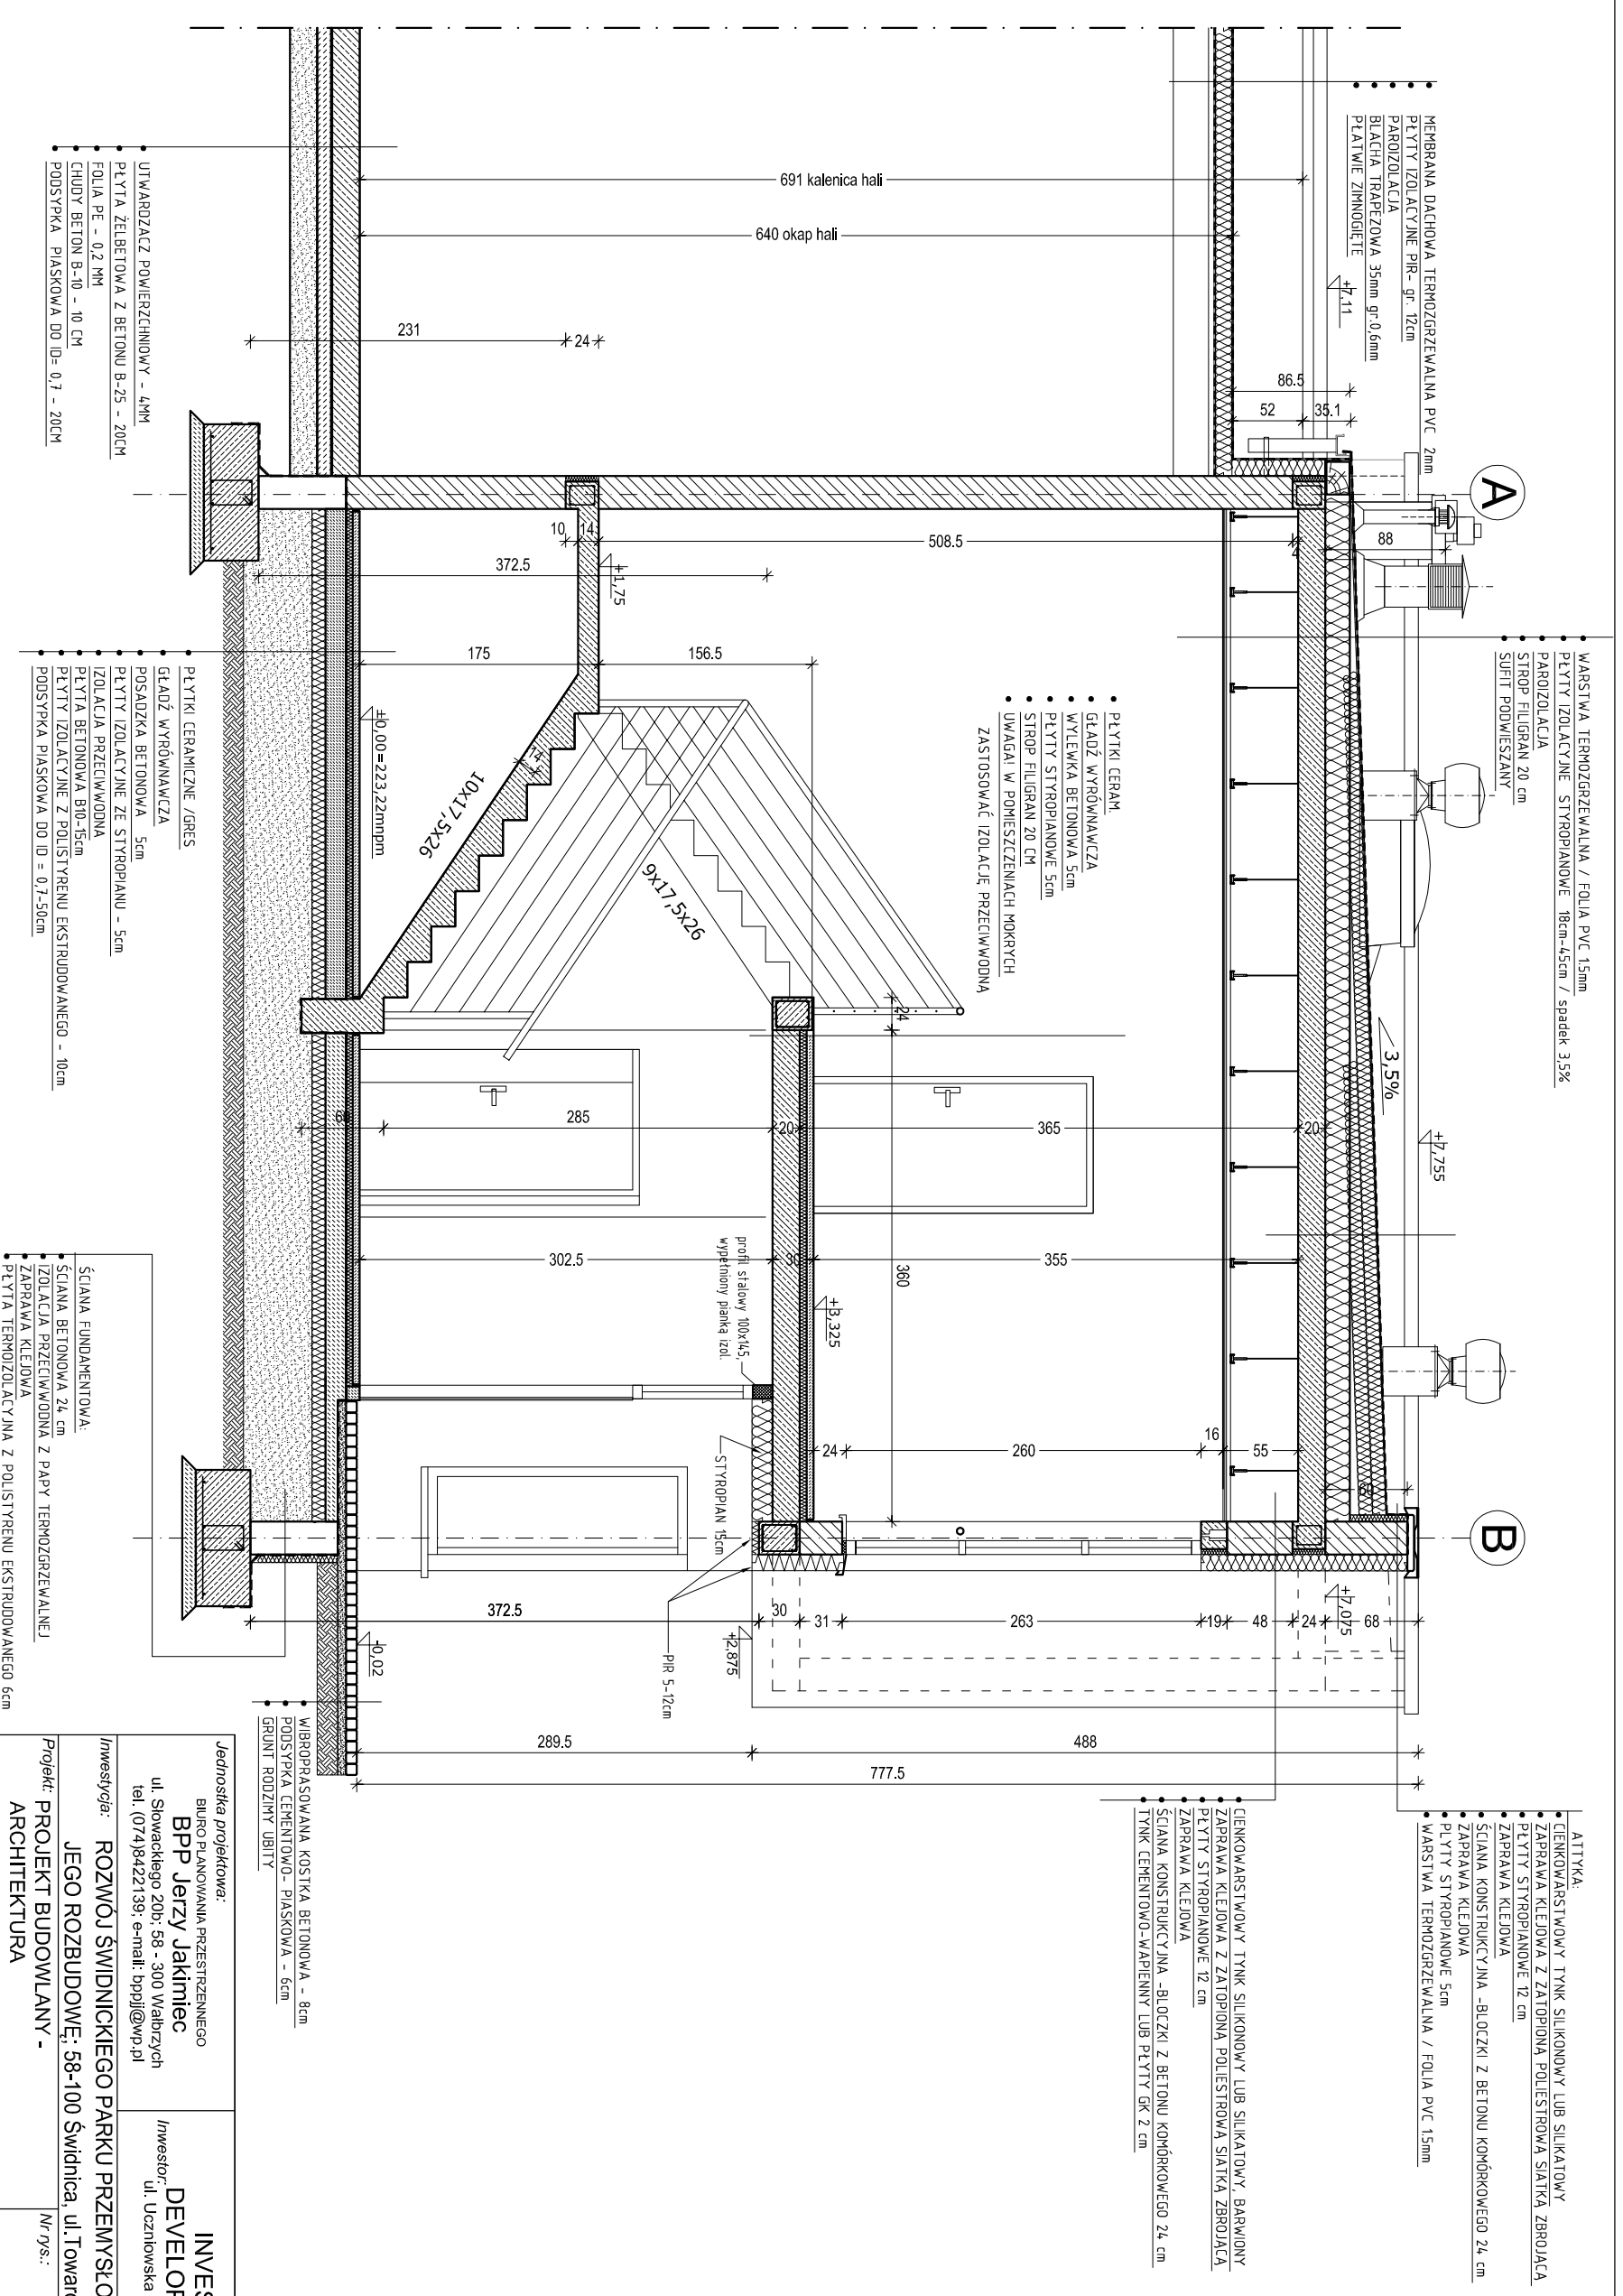 MEMBRANA DACHOWA TERMOZGRZEWALNA PVC 2mm
PŁYTY IZOLACYJNE PIR- gr. 12cm
PAROIZOLACJA
BLACHA TRAPEZOWA 35mm gr.0,6mm
PŁATWIE ZIMNOGIĘTE
+7,11
A
WARSTWA TERMOZGRZEWALNA / FOLIA PVC 1.5mm
PŁYTY IZOLACYJNE STYROPIANOWE 18cm-45cm / spadek 3,5%
PAROIZOLACJA
STROP FILIGRAN 20 cm
SUFIT PODWIESZANY
3,5%
+7,755
B
ATTYKA:
CIENKOWARSTWOWY TYNK SILIKONOWY LUB SILIKATOWY
ZAPRAWA KLEJOWA Z ZATOPIONĄ POLIESTROWĄ SIATKĄ ZBROJĄCĄ
PŁYTY STYROPIANOWE 12 cm
ZAPRAWA KLEJOWA
ŚCIANA KONSTRUKCYJNA -BLOCZKI Z BETONU KOMÓRKOWEGO 24 cm
ZAPRAWA KLEJOWA
PŁYTY STYROPIANOWE 5cm
WARSTWA TERMOZGRZEWALNA / FOLIA PVC 1.5mm
CIENKOWARSTWOWY TYNK SILIKONOWY LUB SILIKATOWY, BARWIONY
ZAPRAWA KLEJOWA Z ZATOPIONĄ POLIESTROWĄ SIATKĄ ZBROJĄCĄ
PŁYTY STYROPIANOWE 12 cm
ZAPRAWA KLEJOWA
ŚCIANA KONSTRUKCYJNA -BLOCZKI Z BETONU KOMÓRKOWEGO 24 cm
TYNK CEMENTOWO-WAPIENNY LUB PŁYTY GK 2 cm
691 kalenica hali
640 okap hali
231
24
86.5
52
35.1
88
4
508.5
10
14
372.5
+1,75
175
156.5
PŁYTKI CERAM.
GŁADŹ WYRÓWNAWCZA
WYLEWKA BETONOWA 5cm
PŁYTY STYROPIANOWE 5cm
STROP FILIGRAN 20 CM
UWAGA! W POMIESZCZENIACH MOKRYCH
ZASTOSOWAĆ IZOLACJĘ PRZECIWWODNĄ
±0,00=223,22mnpm
14
10x17,5x26
9x17,5x26
24
60
285
20
365
20
302.5
30
355
360
+3,325
profil stalowy 100x145,
wypełniony pianką izol.
STYROPIAN 15cm
24
260
16
55
60
372.5
30
31
263
19
48
24
68
+7,075
+2,875
-0,02
PIR 5-12cm
289.5
488
777.5
UTWARDZACZ POWIERZCHNIOWY - 4MM
PŁYTA ŻELBETOWA Z BETONU B-25 - 20CM
FOLIA PE - 0,2 MM
CHUDY BETON B-10 - 10 CM
PODSYPKA PIASKOWA DO ID= 0,7 - 20CM
PŁYTKI CERAMICZNE /GRES
GŁADŹ WYRÓWNAWCZA
POSADZKA BETONOWA 5cm
PŁYTY IZOLACYJNE ZE STYROPIANU - 5cm
IZOLACJA PRZECIWWODNA
PŁYTA BETONOWA B10-15cm
PŁYTY IZOLACYJNE Z POLISTYRENU EKSTRUDOWANEGO - 10cm
PODSYPKA PIASKOWA DO ID = 0,7-50cm
ŚCIANA FUNDAMENTOWA:
ŚCIANA BETONOWA 24 cm
IZOLACJA PRZECIWWODNA Z PAPY TERMOZGRZEWALNEJ
ZAPRAWA KLEJOWA
PŁYTA TERMOIZOLACYJNA Z POLISTYRENU EKSTRUDOWANEGO 6cm
WIBROPRASOWANA KOSTKA BETONOWA - 8cm
PODSYPKA CEMENTOWO- PIASKOWA - 6cm
GRUNT RODZIMY UBITY
Jednostka projektowa:
BIURO PLANOWANIA PRZESTRZENNEGO
BPP Jerzy Jakimiec
ul. Słowackiego 20b; 58 - 300 Wałbrzych
tel. (074)8422139; e-mail: bppjj@wp.pl
INVES
Inwestor: DEVELOP
ul. Uczniowska
Inwestycja: ROZWÓJ ŚWIDNICKIEGO PARKU PRZEMYSŁO
JEGO ROZBUDOWĘ; 58-100 Świdnica, ul.Towar
Projekt: PROJEKT BUDOWLANY -
ARCHITEKTURA
Nr rys.: